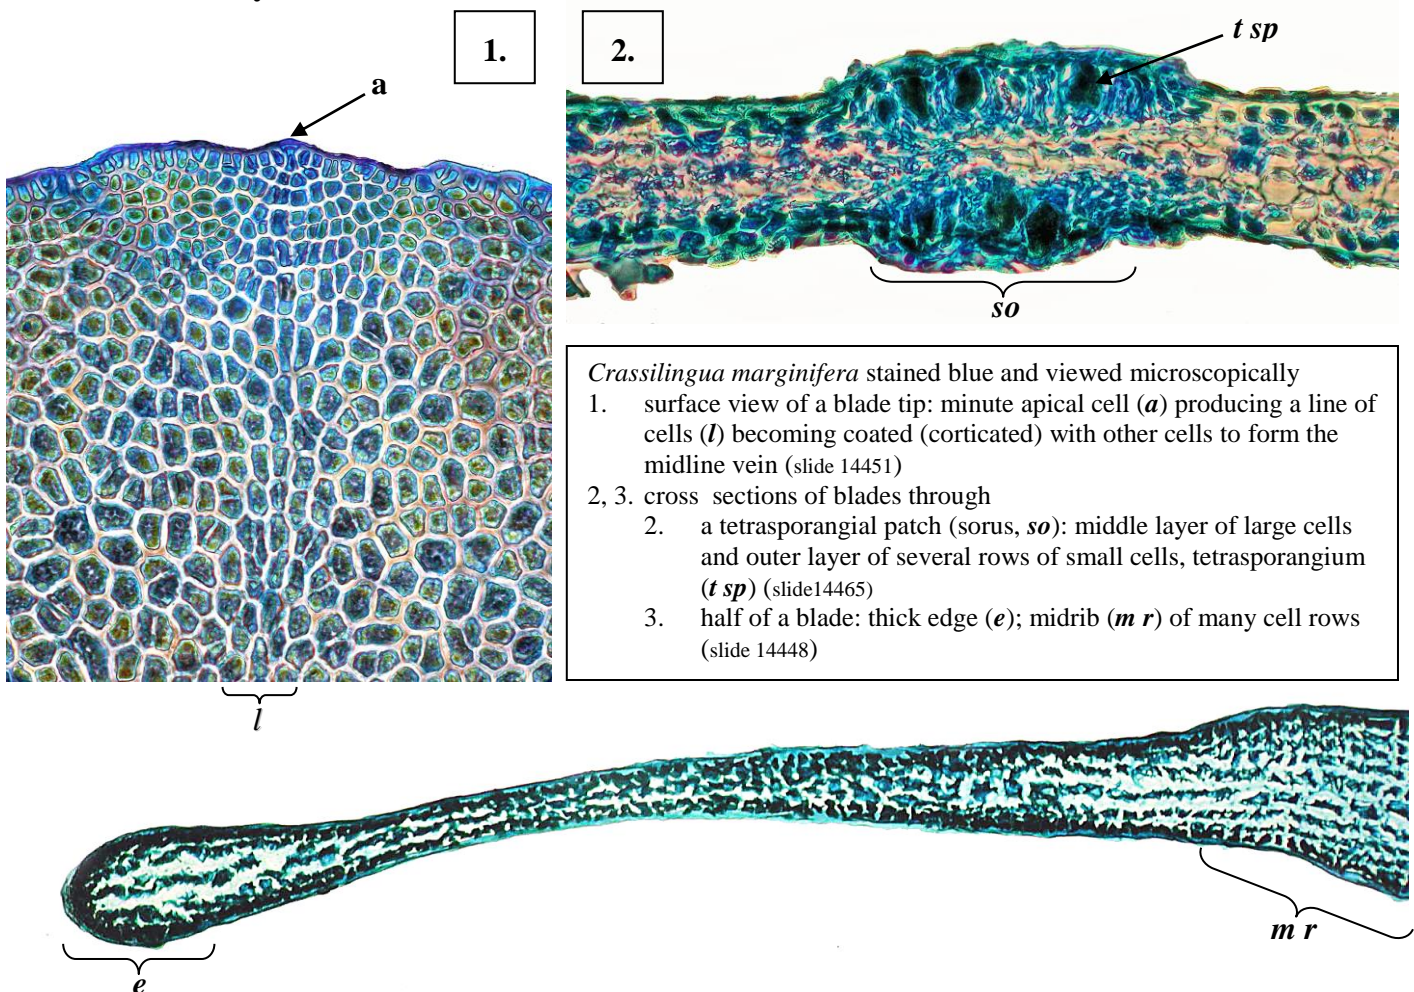 1.
a
2.
t sp
so
Crassilingua marginifera stained blue and viewed microscopically
1. surface view of a blade tip: minute apical cell (a) producing a line of
cells (l) becoming coated (corticated) with other cells to form the
midline vein (slide 14451)
2, 3. cross sections of blades through
2. a tetrasporangial patch (sorus, so): middle layer of large cells
and outer layer of several rows of small cells, tetrasporangium
(t sp) (slide14465)
3. half of a blade: thick edge (e); midrib (m r) of many cell rows
(slide 14448)
l
m r
e